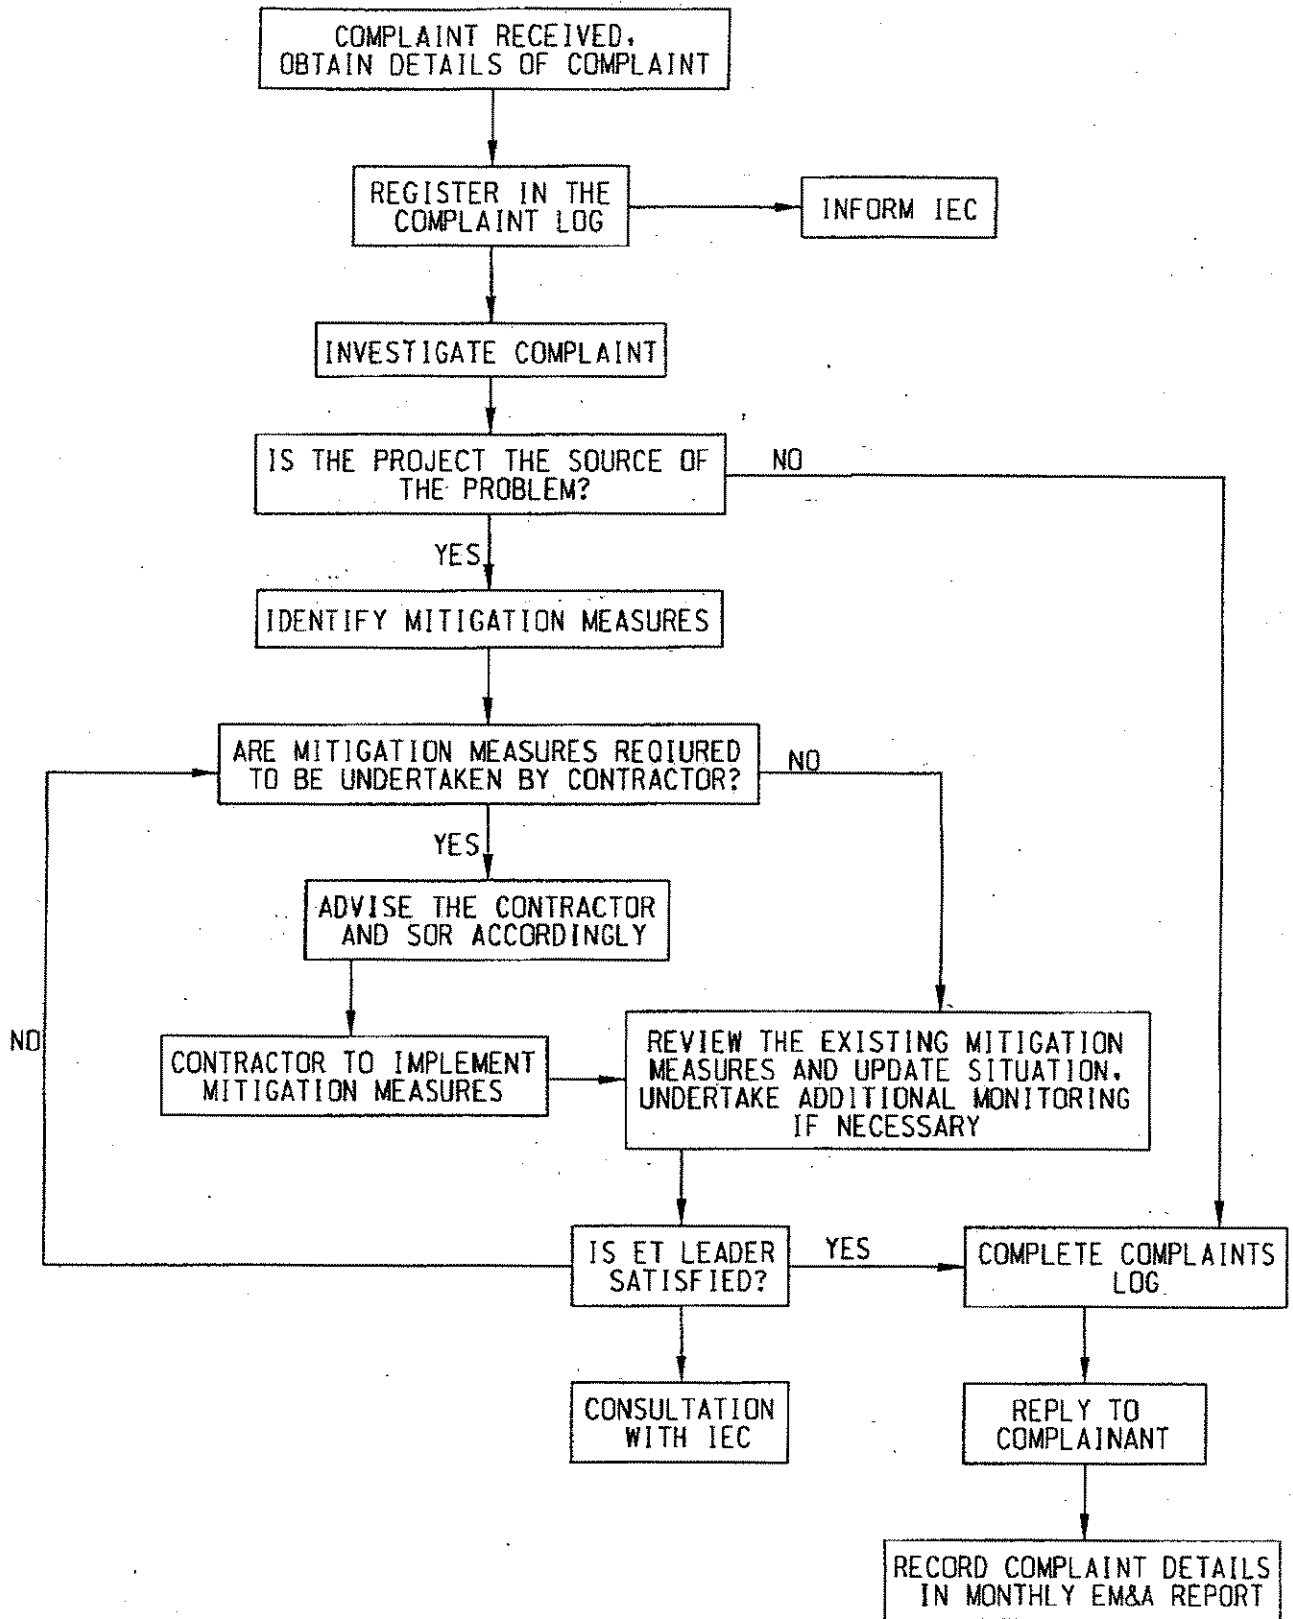 COMPLAINT RECEIVED.
OBTAIN DETAILS OF COMPLAINT
REGISTER IN THE
COMPLAINT LOG
INFORM IEC
INVESTIGATE COMPLAINT
IS THE PROJECT THE SOURCE OF
THE PROBLEM?
NO
YES
IDENTIFY MITIGATION MEASURES
ARE MITIGATION MEASURES REQIURED
TO BE UNDERTAKEN BY CONTRACTOR?
NO
YES
ADVISE THE CONTRACTOR
AND SOR ACCORDINGLY
NO
CONTRACTOR TO IMPLEMENT
MITIGATION MEASURES
REVIEW THE EXISTING MITIGATION
MEASURES AND UPDATE SITUATION.
UNDERTAKE ADDITIONAL MONITORING
IF NECESSARY
IS ET LEADER
SATISFIED?
YES
COMPLETE COMPLAINTS
LOG
CONSULTATION
WITH IEC
REPLY TO
COMPLAINANT
RECORD COMPLAINT DETAILS
IN MONTHLY EM&A REPORT